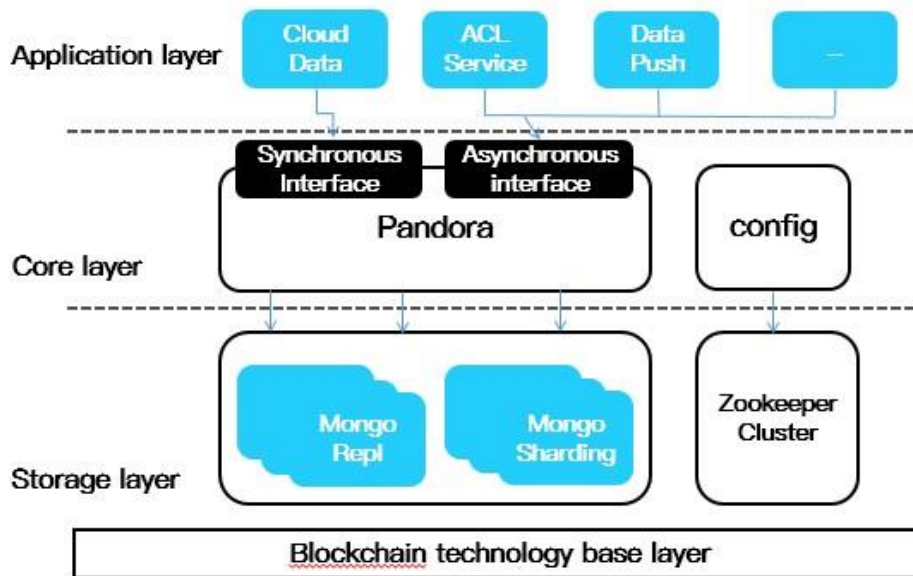 Application layer
Cloud
Data
ACL
Service
Data
Push
...
Synchronous
Interface
Asynchronous
interface
Pandora
config
Core layer
Mongo
Repl
Mongo
Sharding
Zookeeper
Cluster
Storage layer
Blockchain technology base layer